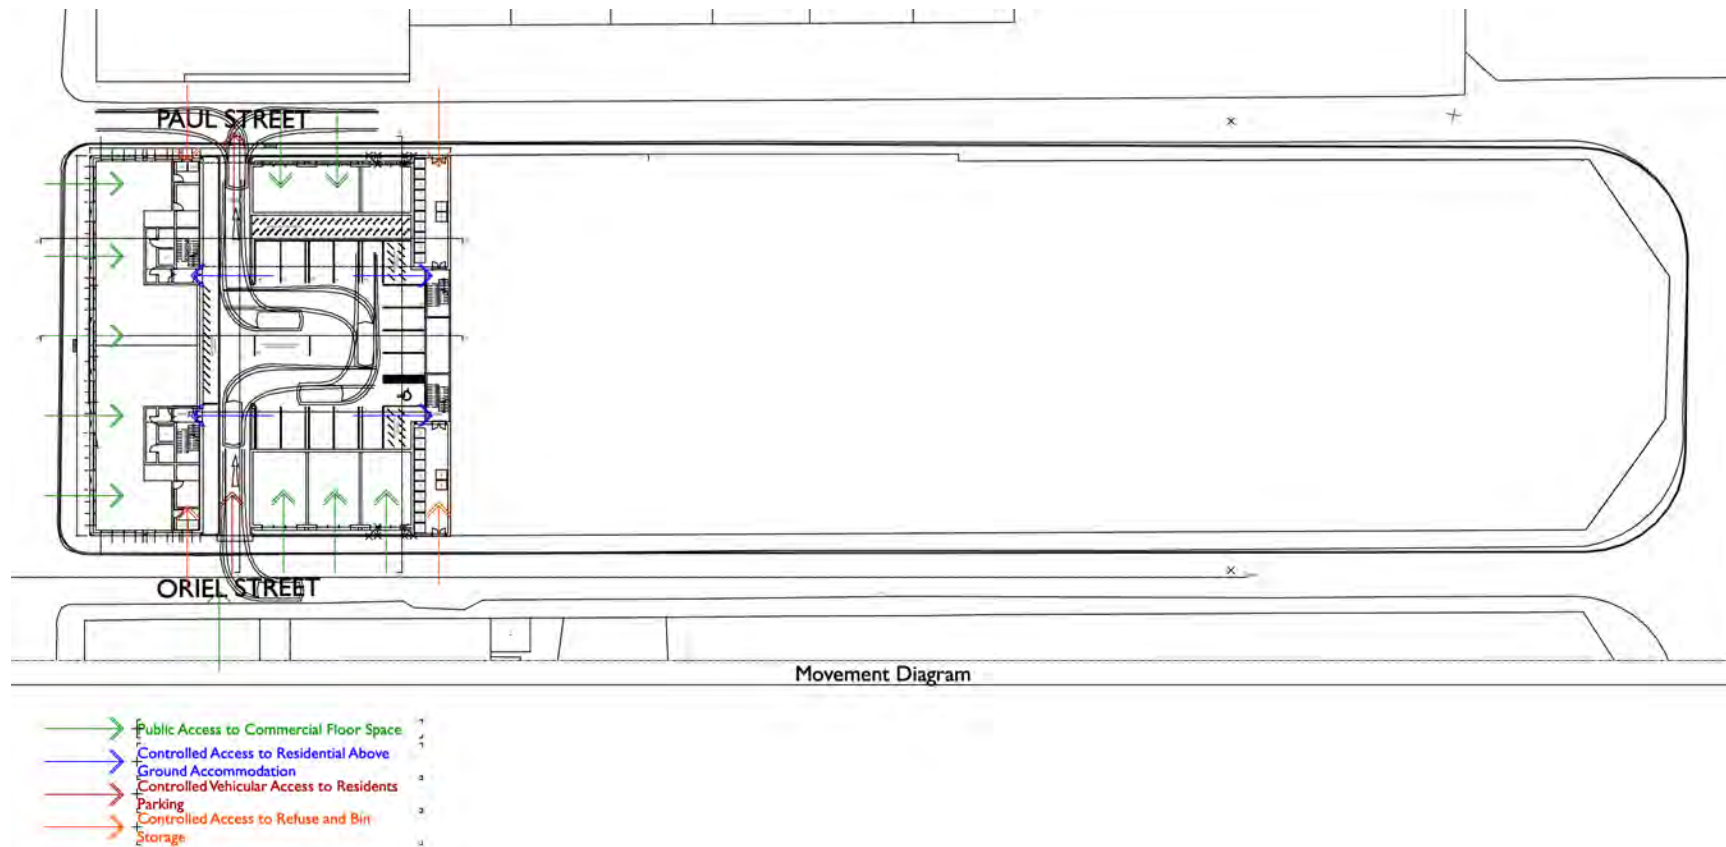 PAUL STREET
ORIEL STREET
Movement Diagram
Public Access to Commercial Floor Space
Controlled Access to Residential Above
Ground Accommodation
Controlled Vehicular Access to Residents
Parking
Controlled Access to Refuse and Bin
Storage